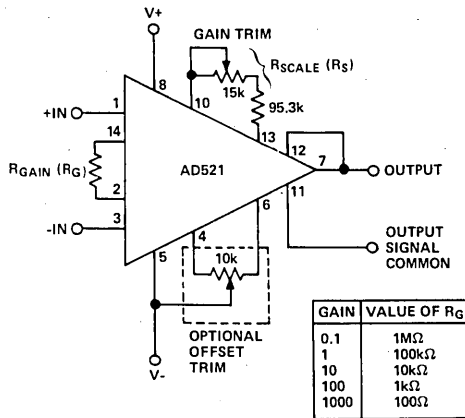 V+
GAIN TRIM
RSCALE (RS)
15k
95.3k
8
10
13
+IN
1
14
RGAIN (RG)
2
-IN
3
AD521
12
7
OUTPUT
11
6
4
5
10k
OUTPUT
SIGNAL
COMMON
OPTIONAL
OFFSET
TRIM
V-
GAIN VALUE OF RG
0.1 1MΩ
1 100kΩ
10 10kΩ
100 1kΩ
1000 100Ω